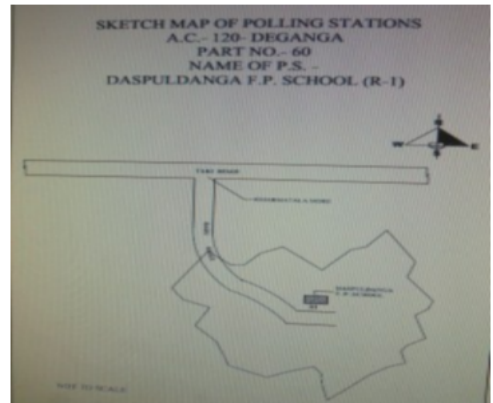 SKETCH MAP OF POLLING STATIONS
A.C.- 120- DEGANGA
PART NO.- 60
NAME OF P.S. -
DASPULDANGA F.P. SCHOOL (R-1)
N
W
E
S
TAKI ROAD
DASPULDANGA
F.P. SCHOOL
NOT TO SCALE